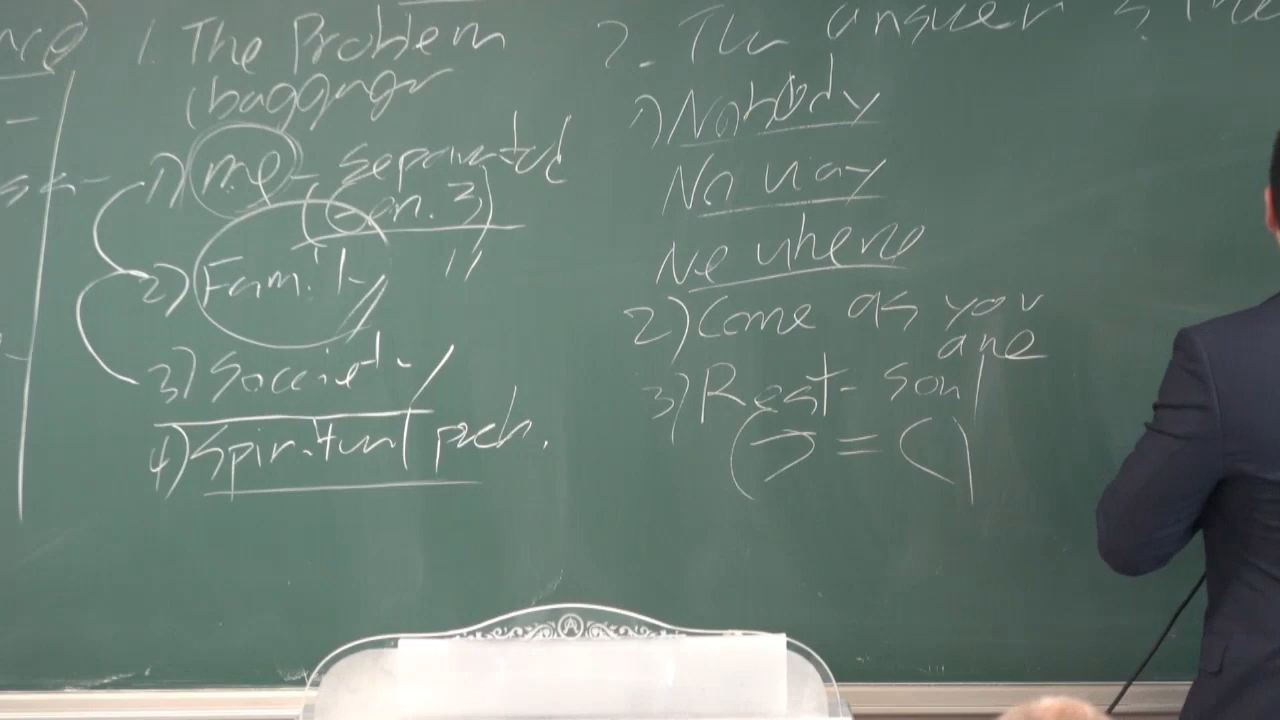 1. The Problem
(baggage
1) me - separated
(Gen. 3)
2) Family "
3) Society
4) Spiritual prob.
2. The answer is
1) Nobody
No way
No where
2) Come as you
are
3) Rest - soul